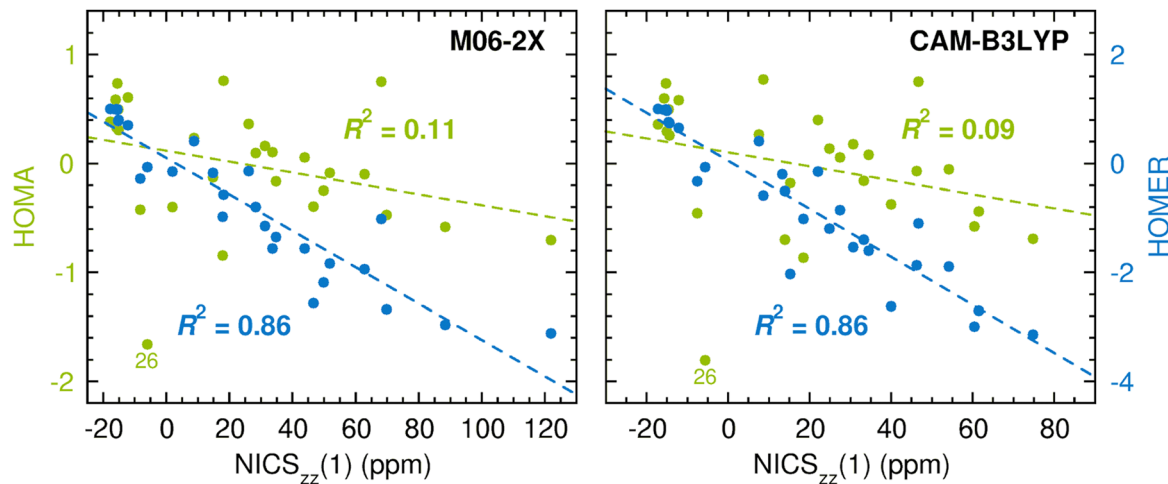 M06-2X
CAM-B3LYP
1
0
-1
-2
HOMA
R² = 0.11
R² = 0.86
26
-20 0 20 40 60 80 100 120
NICSzz(1) (ppm)
R² = 0.09
R² = 0.86
26
-20 0 20 40 60 80
NICSzz(1) (ppm)
2
0
-2
-4
HOMER